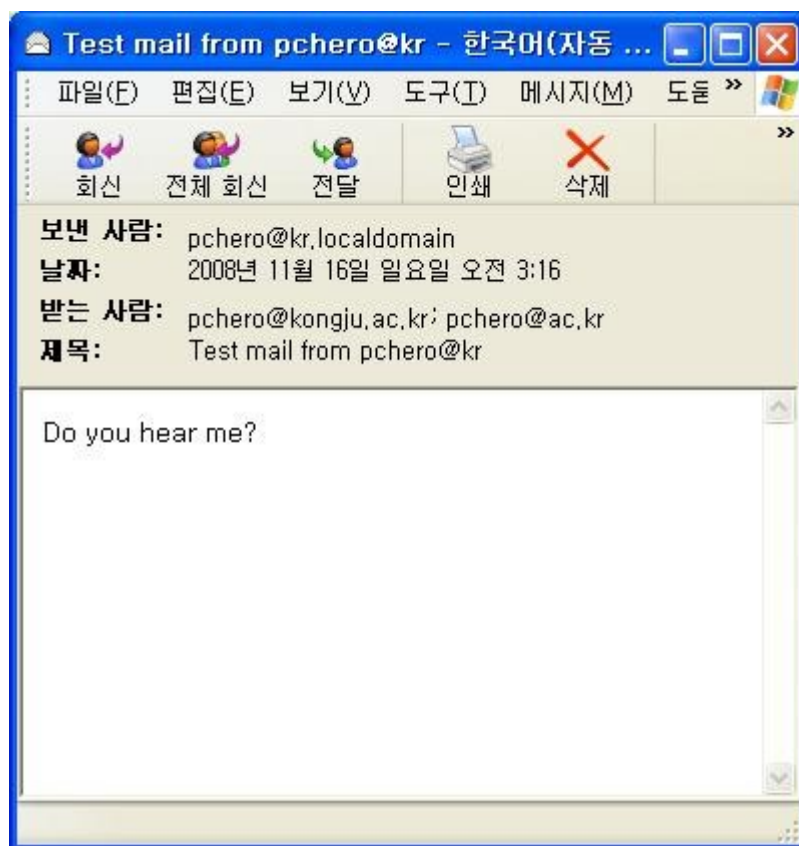 Test mail from pchero@kr - 한국어(자동 ...
파일(F) 편집(E) 보기(V) 도구(T) 메시지(M) 도움 »
회신 전체 회신 전달 인쇄 삭제 »
보낸 사람: pchero@kr.localdomain
날짜: 2008년 11월 16일 일요일 오전 3:16
받는 사람: pchero@kongju.ac.kr; pchero@ac.kr
제목: Test mail from pchero@kr
Do you hear me?